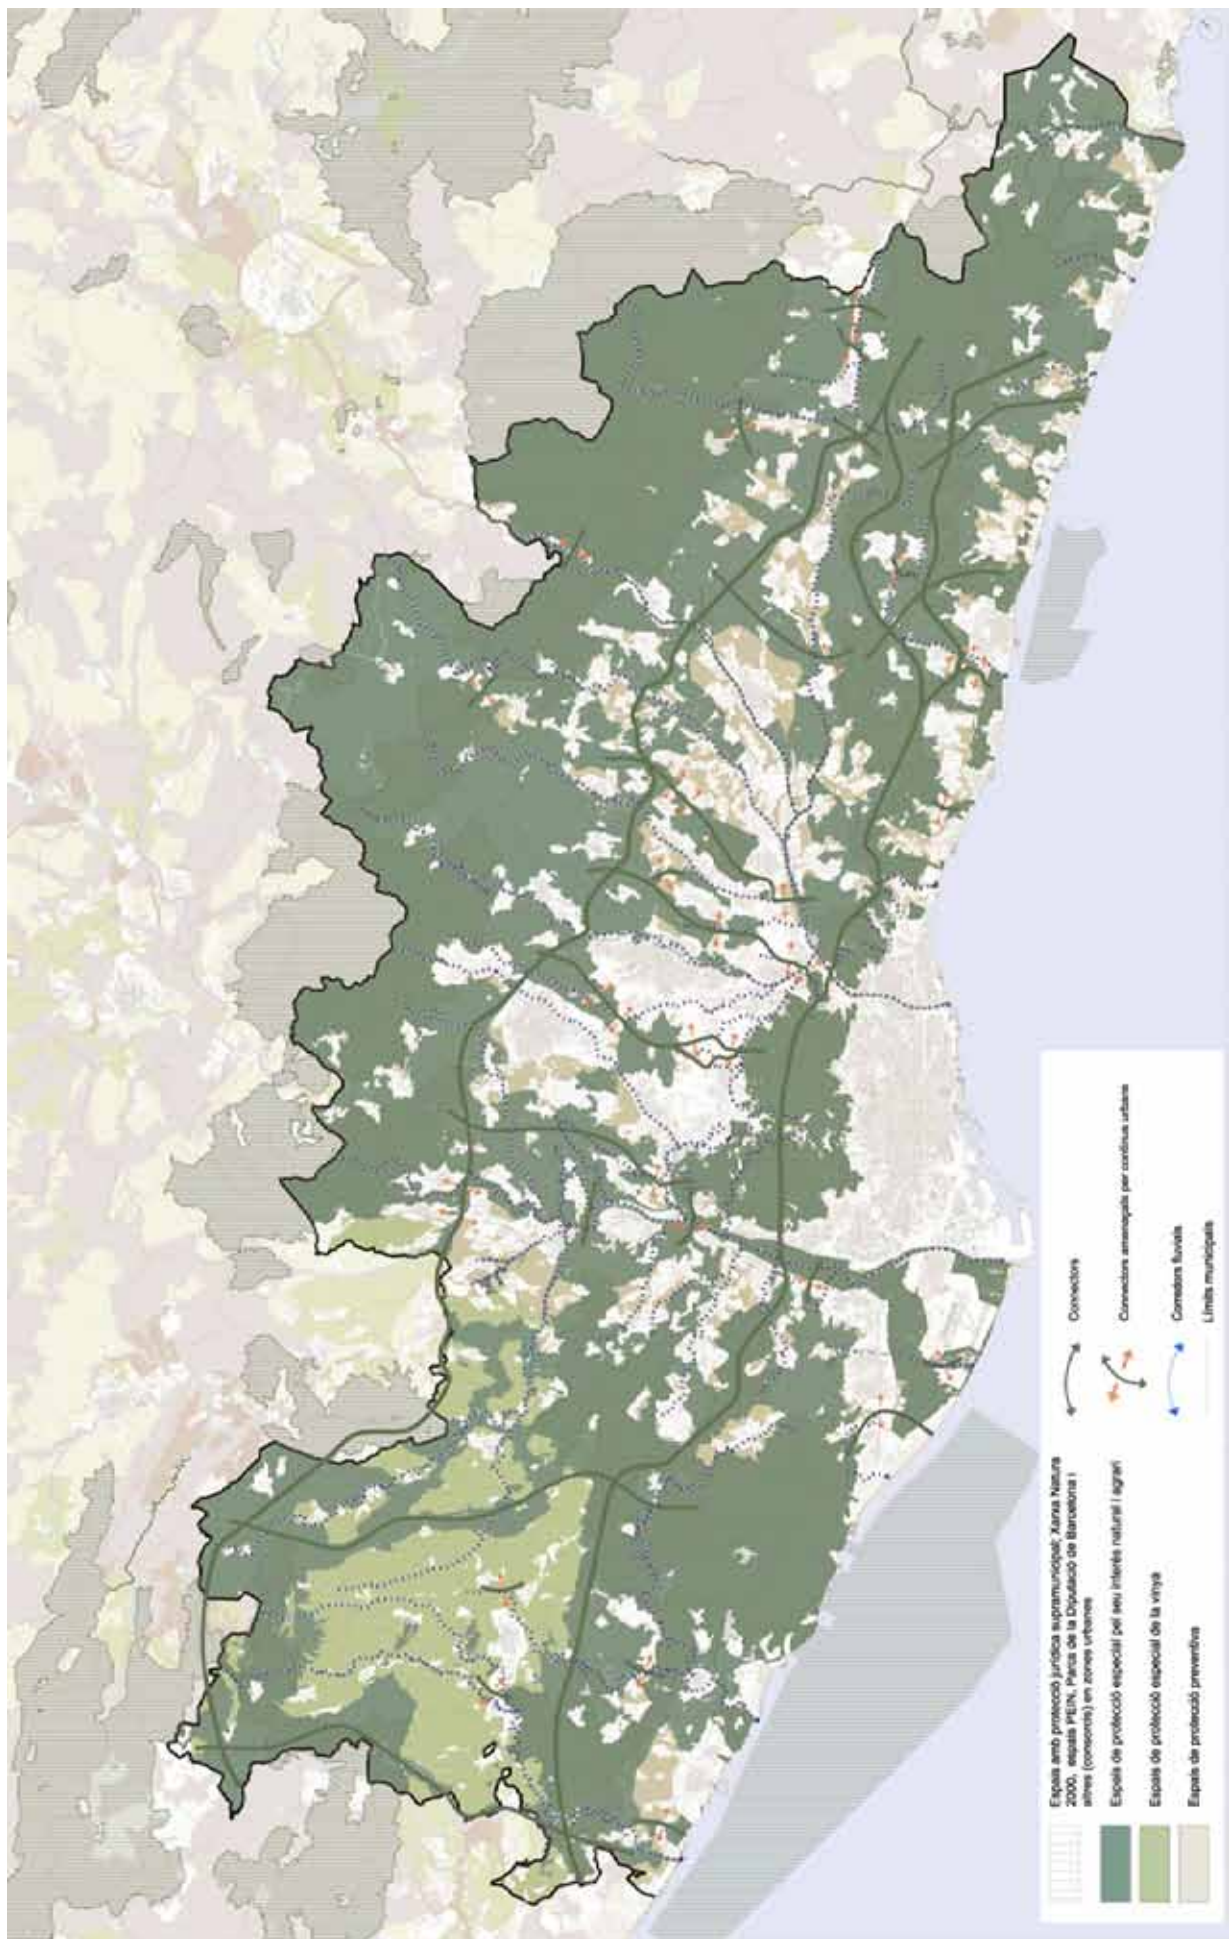 Espais amb protecció jurídica supramunicipal; Xarxa Natura
2000, espais PEIN, Parcs de la Diputació de Barcelona i
altres (consorcis) en zones urbanes
Espais de protecció especial pel seu interès natural i agrari
Espais de protecció especial de la vinya
Espais de protecció preventiva
Connectors
Connectors amenaçats per continus urbans
Corredors fluvials
Límits municipals